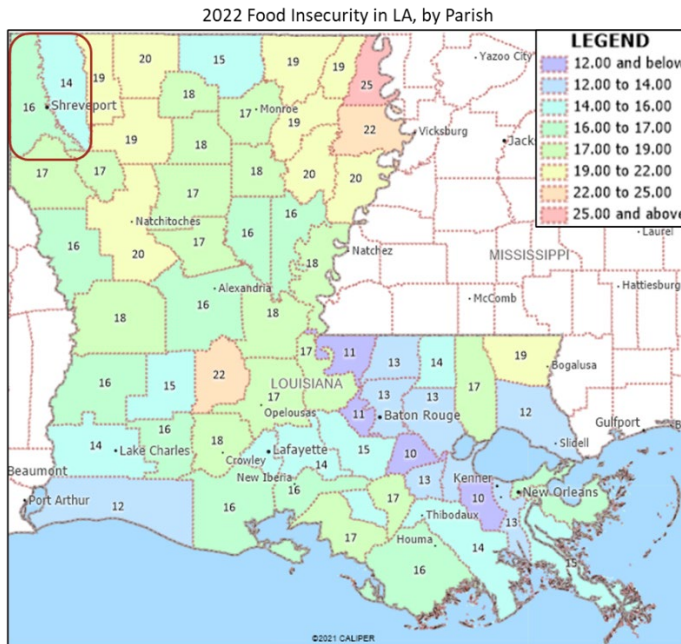 2022 Food Insecurity in LA, by Parish
LEGEND
12.00 and below
12.00 to 14.00
14.00 to 16.00
16.00 to 17.00
17.00 to 19.00
19.00 to 22.00
22.00 to 25.00
25.00 and above
Yazoo City
20
15
19
19
14
19
25
16
Shreveport
18
17
Monroe
19
22
Vicksburg
Jack
19
18
17
17
18
20
20
17
Laurel
Natchitoches
16
16
16
17
20
Natchez
MISSISSIPPI
18
Alexandria
Hattiesburg
16
McComb
18
18
17
11
13
14
19
Bogalusa
16
15
22
LOUISIANA
17
13
13
17
12
Opelousas
11
Baton Rouge
16
Gulfport
B
14
Lake Charles
18
Crowley
Lafayette
15
10
Slidell
Beaumont
14
Kenner
New Iberia
13
10
New Orleans
Port Arthur
12
16
16
17
Thibodaux
13
17
Houma
14
16
15
©2021 CALIPER